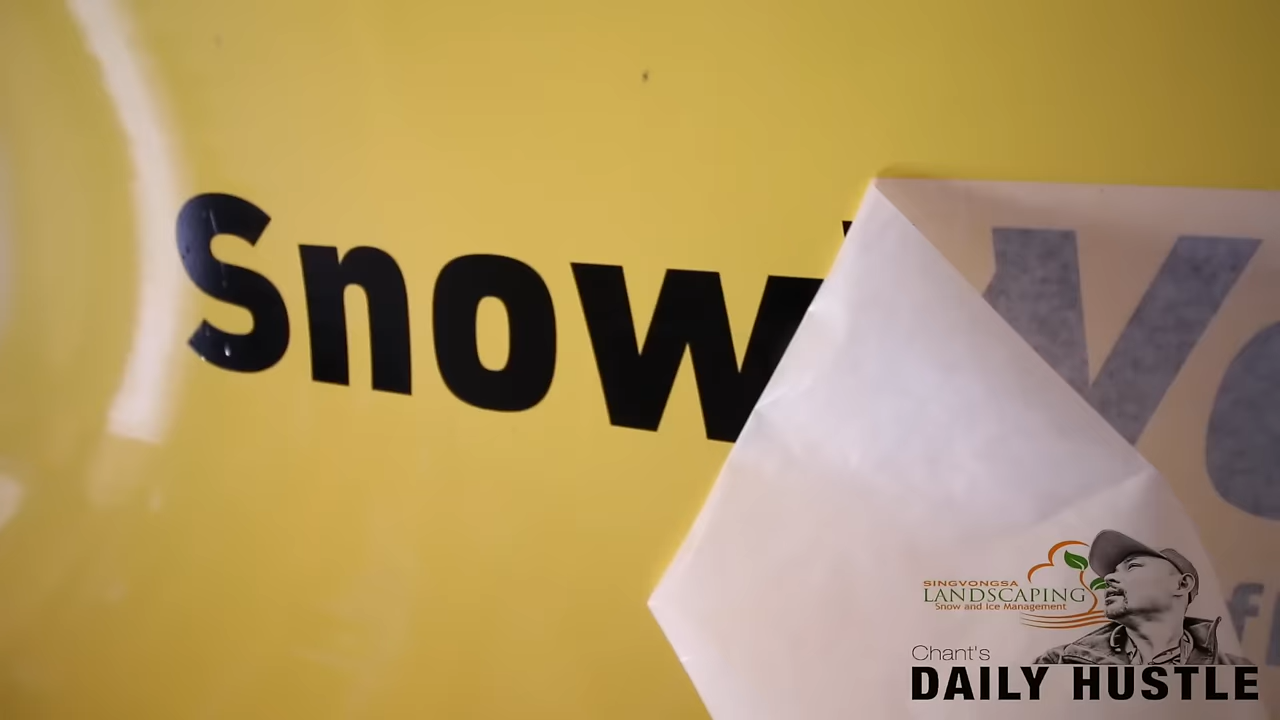 Snow
SINGVONGSA
LANDSCAPING
Snow and Ice Management
Chant's
DAILY HUSTLE